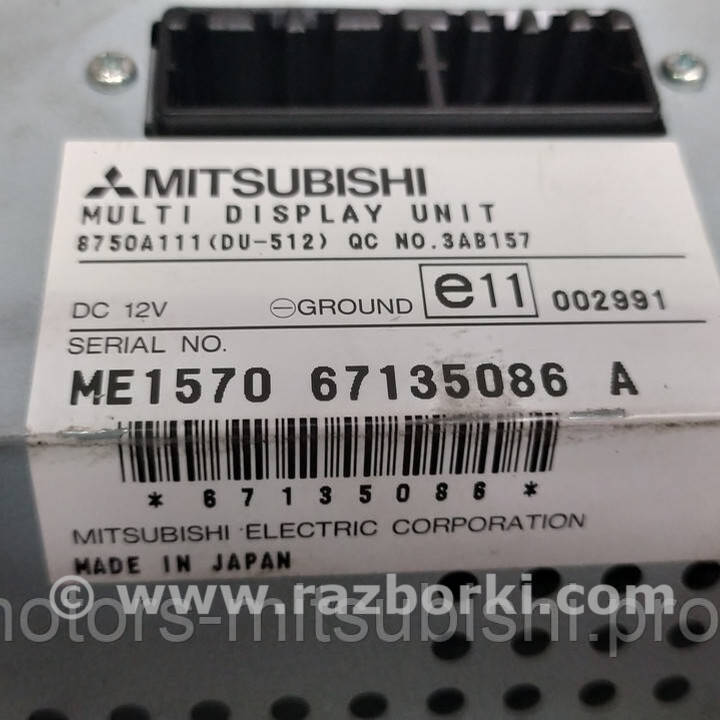 MITSUBISHI
MULTI DISPLAY UNIT
8750A111(DU-512) QC NO.3AB157
DC 12V ⊖GROUND e11 002991
SERIAL NO.
ME1570 67135086 A
*67135086*
MITSUBISHI ELECTRIC CORPORATION
MADE IN JAPAN
© www.razborki.com
motors-mitsubishi.pro